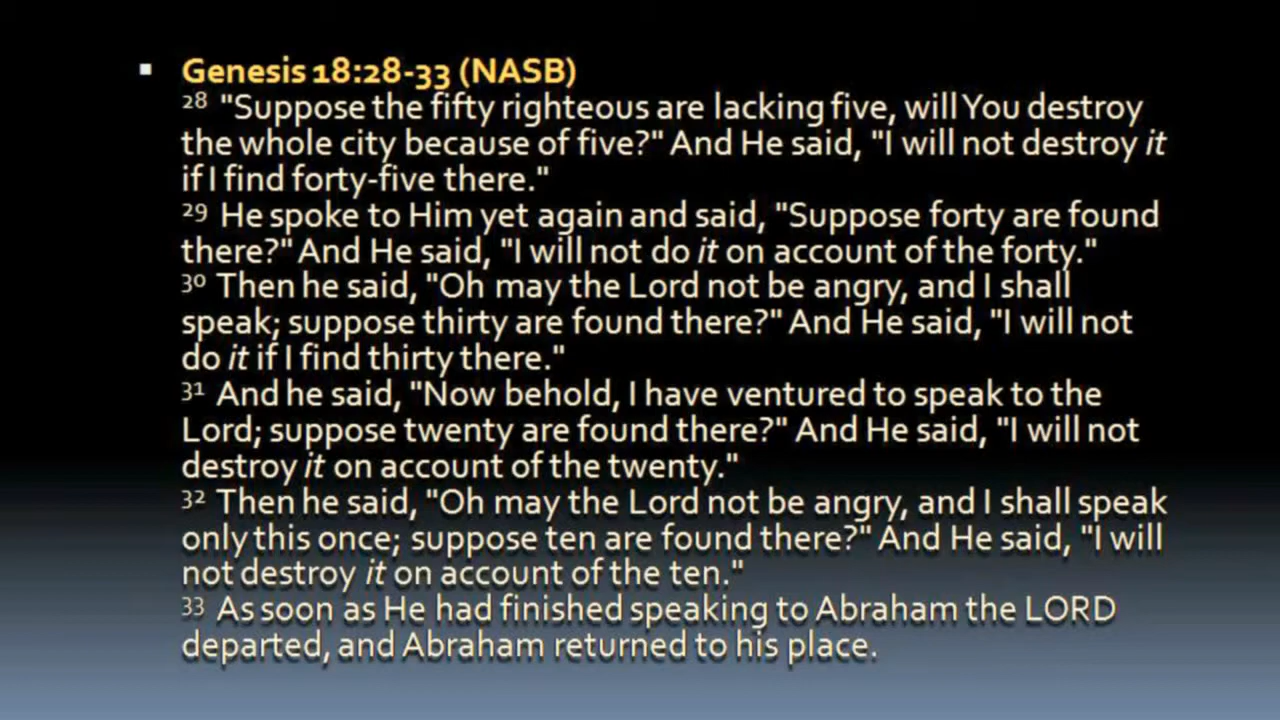 ▪ Genesis 18:28-33 (NASB)
28 "Suppose the fifty righteous are lacking five, will You destroy
the whole city because of five?" And He said, "I will not destroy it
if I find forty-five there."
29 He spoke to Him yet again and said, "Suppose forty are found
there?" And He said, "I will not do it on account of the forty."
30 Then he said, "Oh may the Lord not be angry, and I shall
speak; suppose thirty are found there?" And He said, "I will not
do it if I find thirty there."
31 And he said, "Now behold, I have ventured to speak to the
Lord; suppose twenty are found there?" And He said, "I will not
destroy it on account of the twenty."
32 Then he said, "Oh may the Lord not be angry, and I shall speak
only this once; suppose ten are found there?" And He said, "I will
not destroy it on account of the ten."
33 As soon as He had finished speaking to Abraham the LORD
departed, and Abraham returned to his place.